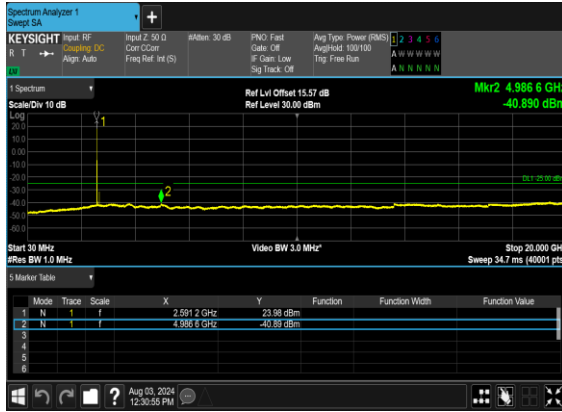 Spectrum Analyzer 1
Swept SA
+
KEYSIGHT Input: RF Input Z: 50 Ω #Atten: 30 dB PNO: Fast Avg Type: Power (RMS) 1 2 3 4 5 6
R T Coupling: DC Corr CCorr Gate: Off Avg|Hold: 100/100 A W W W W W
Align: Auto Freq Ref: Int (S) IF Gain: Low Trig: Free Run
LU Sig Track: Off A N N N N N
1 Spectrum Ref Lvl Offset 15.57 dB Mkr2 4.986 6 GHz
Scale/Div 10 dB Ref Level 30.00 dBm -40.890 dBm
Log
20.0
10.0
0.00
-10.0
-20.0
-30.0
-40.0
-50.0
-60.0
1
2
DL1 -25.00 dBm
Start 30 MHz Video BW 3.0 MHz* Stop 20.000 GHz
#Res BW 1.0 MHz Sweep 34.7 ms (40001 pts)
5 Marker Table
Mode Trace Scale X Y Function Function Width Function Value
1 N 1 f 2.591 2 GHz 23.98 dBm
2 N 1 f 4.986 6 GHz -40.89 dBm
3
4
5
6
? Aug 03, 2024
12:30:55 PM